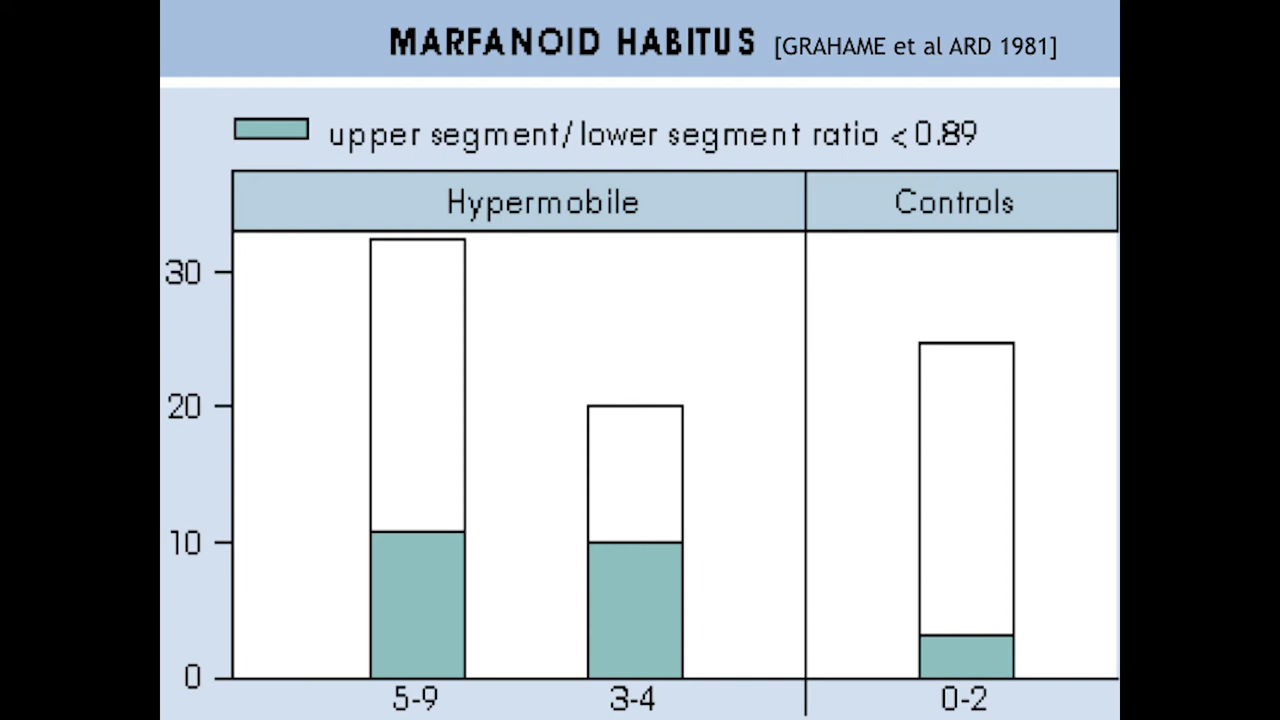 MARFANOID HABITUS [GRAHAME et al ARD 1981]
upper segment/lower segment ratio <0.89
Hypermobile Controls
30
20
10
0
5-9 3-4 0-2